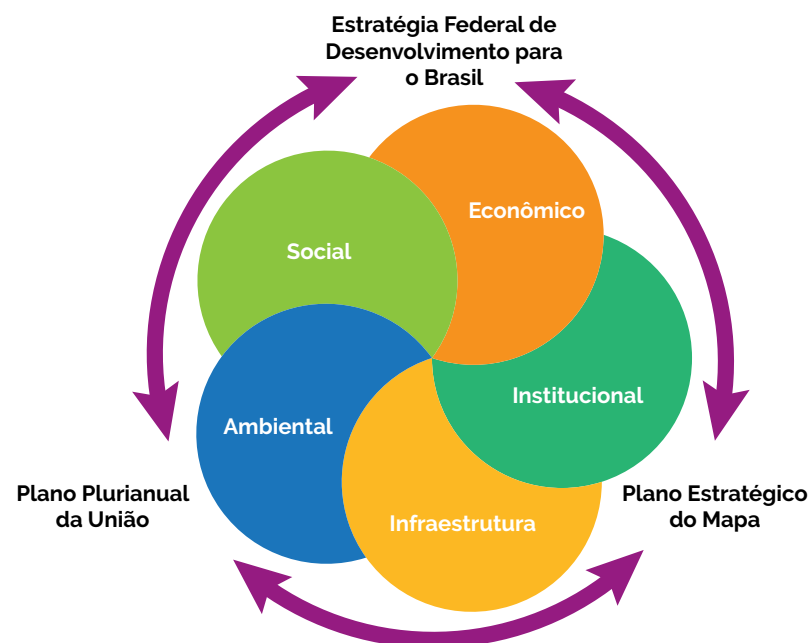 Estratégia Federal de
Desenvolvimento para
o Brasil
Econômico
Social
Institucional
Ambiental
Infraestrutura
Plano Plurianual
da União
Plano Estratégico
do Mapa